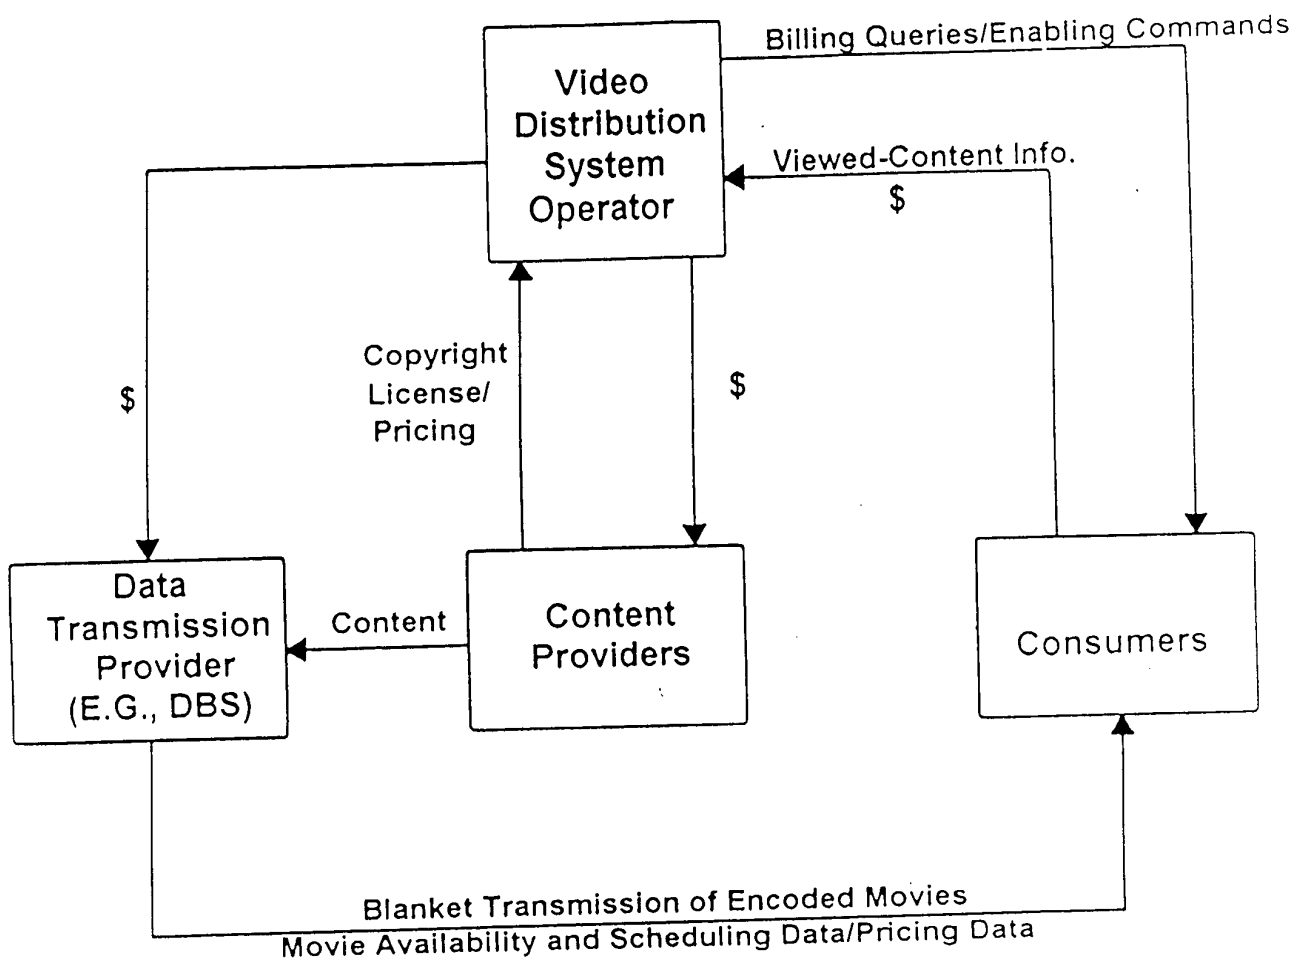 Billing Queries/Enabling Commands
Video
Distribution
System
Operator
Viewed-Content Info.
$
Copyright
License/
Pricing
$
$
Data
Transmission
Provider
(E.G., DBS)
Content
Content
Providers
Consumers
Blanket Transmission of Encoded Movies
Movie Availability and Scheduling Data/Pricing Data